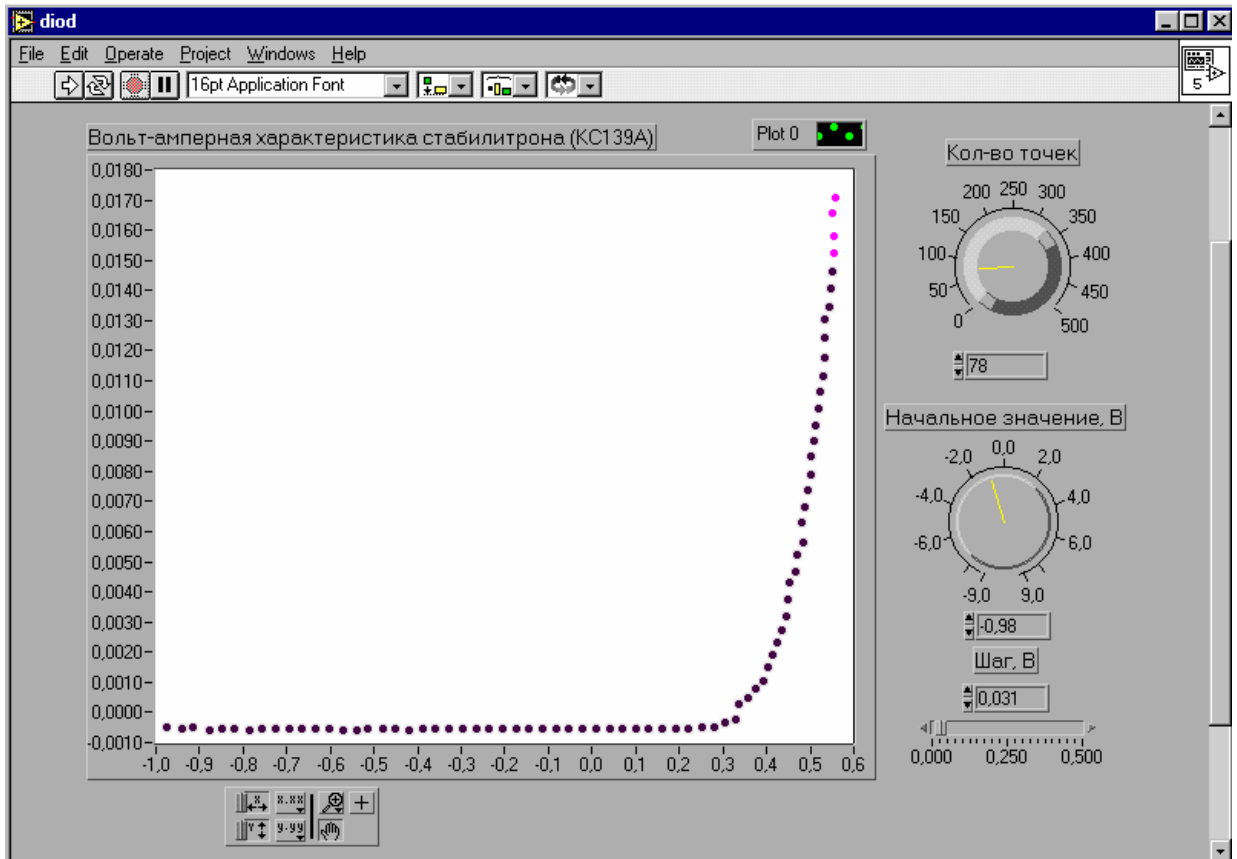 diod
File Edit Operate Project Windows Help
16pt Application Font
5
Вольт-амперная характеристика стабилитрона (КС139А)
Plot 0
0,0180
0,0170
0,0160
0,0150
0,0140
0,0130
0,0120
0,0110
0,0100
0,0090
0,0080
0,0070
0,0060
0,0050
0,0040
0,0030
0,0020
0,0010
0,0000
-0,0010
-1,0 -0,9 -0,8 -0,7 -0,6 -0,5 -0,4 -0,3 -0,2 -0,1 0,0 0,1 0,2 0,3 0,4 0,5 0,6
X.XX
Y.YY
Кол-во точек
0 50 100 150 200 250 300 350 400 450 500
78
Начальное значение, В
-9,0 -6,0 -4,0 -2,0 0,0 2,0 4,0 6,0 9,0
-0,98
Шаг, В
0,031
0,000 0,250 0,500